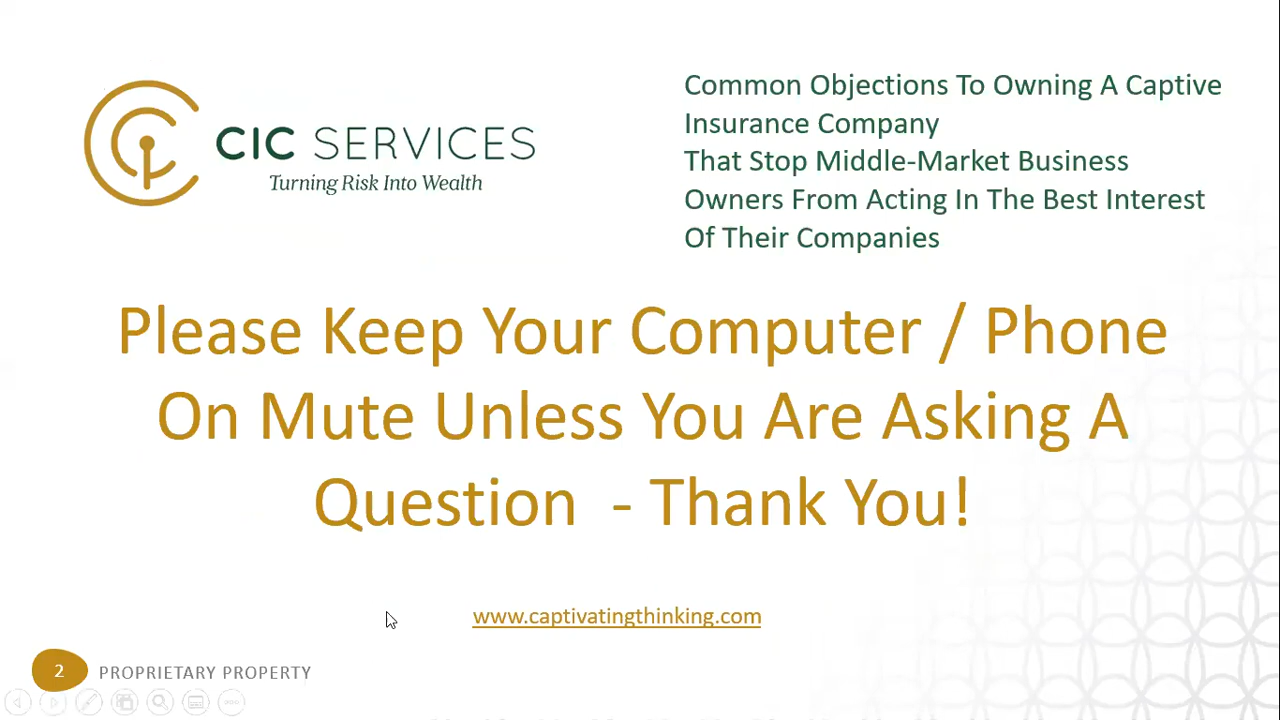 CIC SERVICES
Turning Risk Into Wealth
Common Objections To Owning A Captive
Insurance Company
That Stop Middle-Market Business
Owners From Acting In The Best Interest
Of Their Companies
Please Keep Your Computer / Phone
On Mute Unless You Are Asking A
Question - Thank You!
www.captivatingthinking.com
2 PROPRIETARY PROPERTY